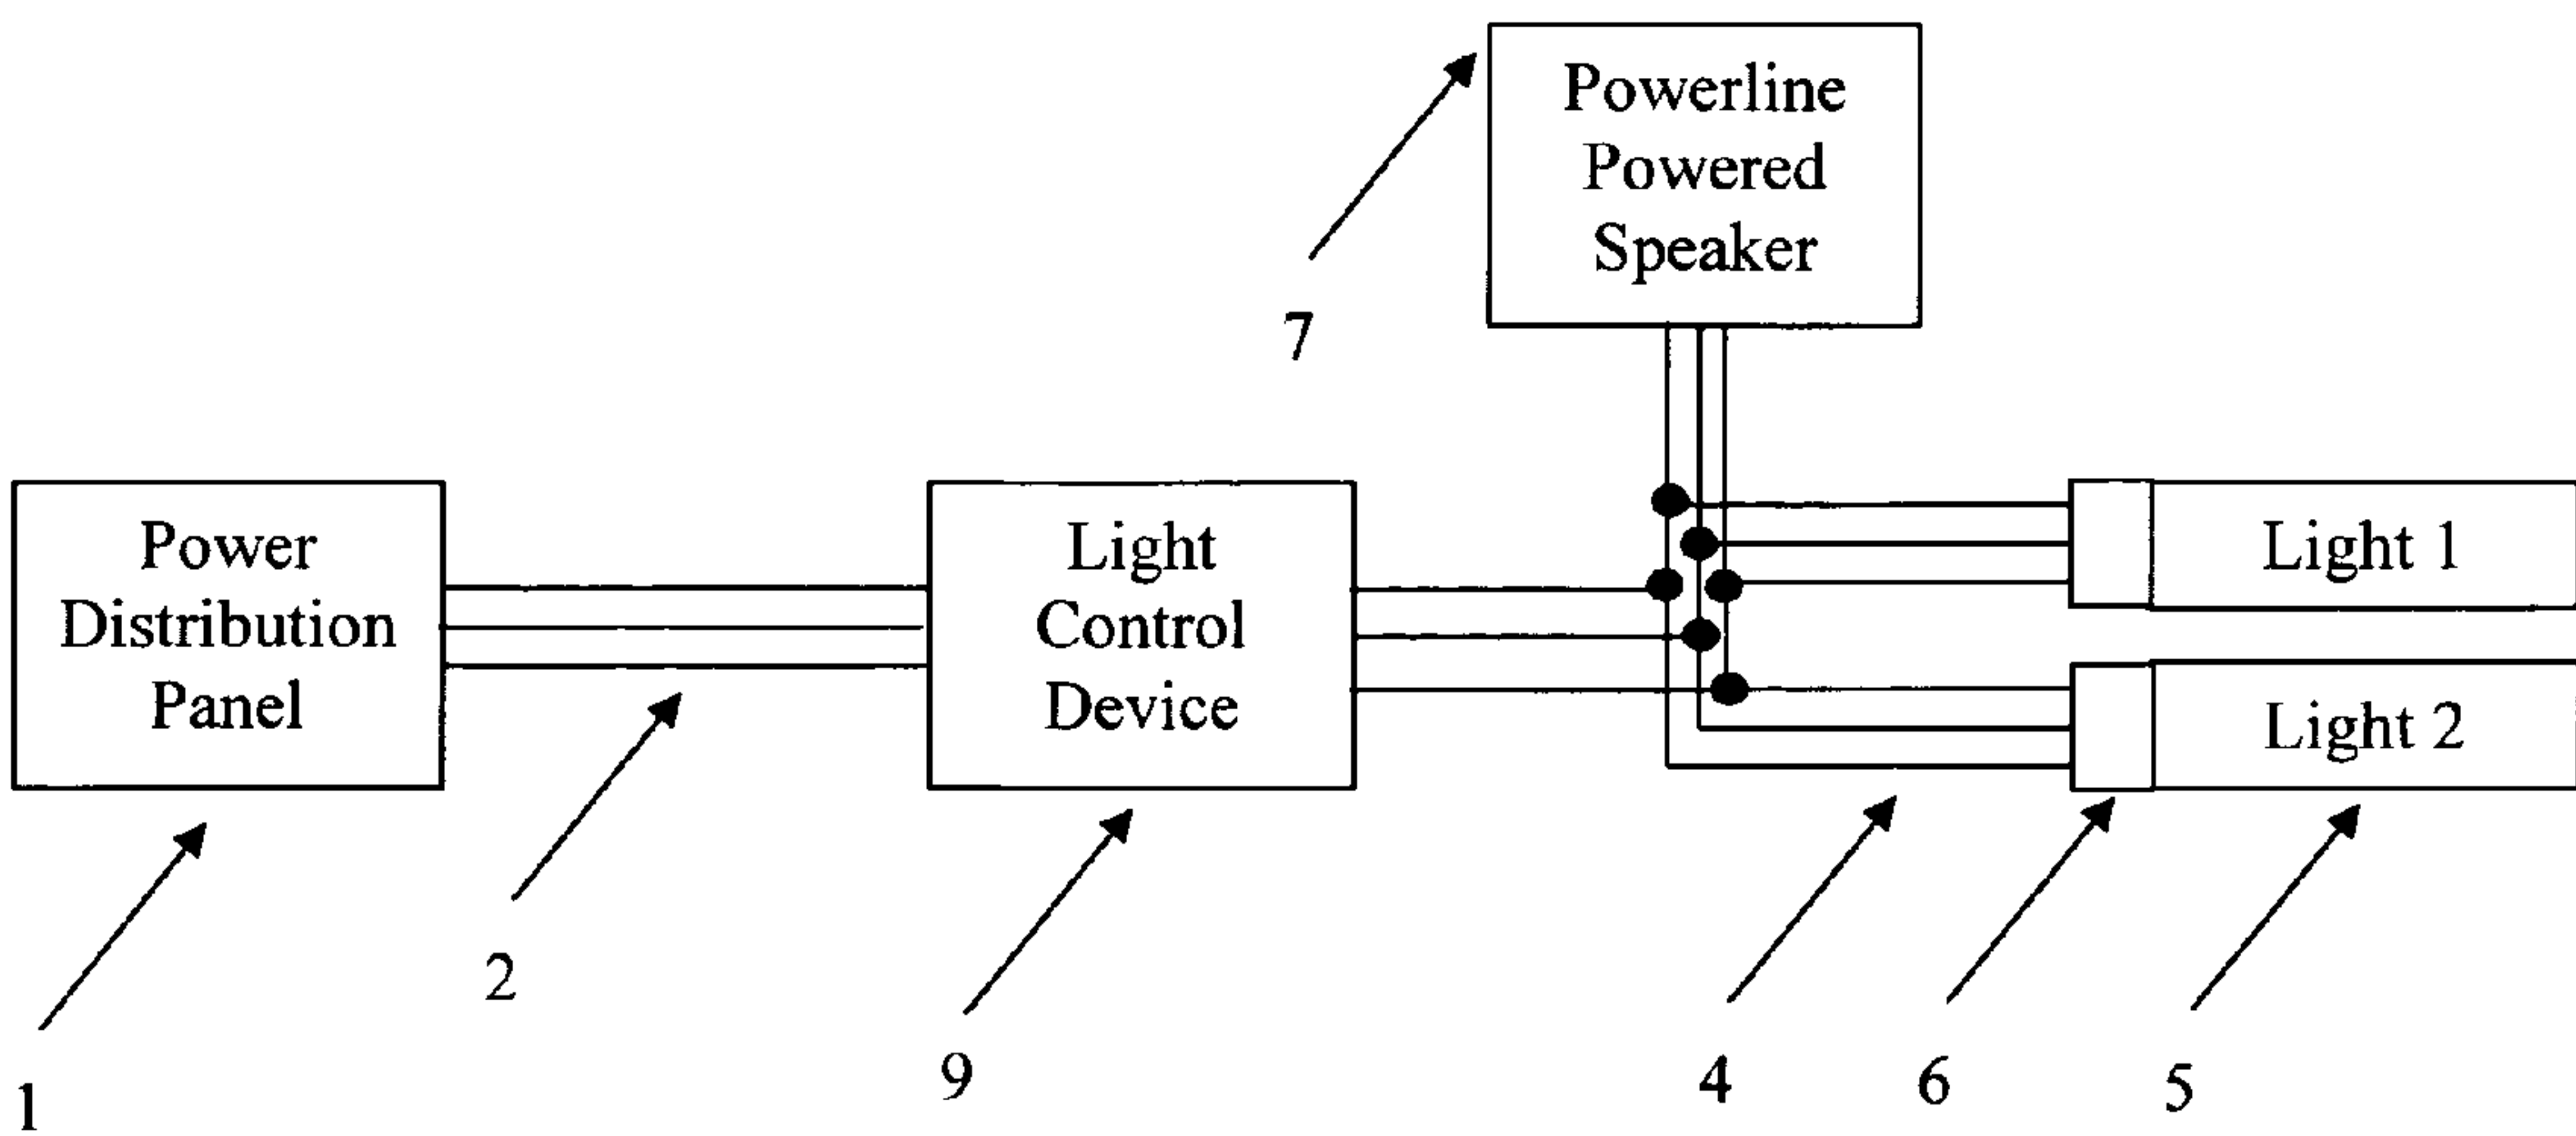 Powerline
Powered
Speaker
7
Power
Distribution
Panel
Light
Control
Device
Light 1
Light 2
1
2
9
4
6
5